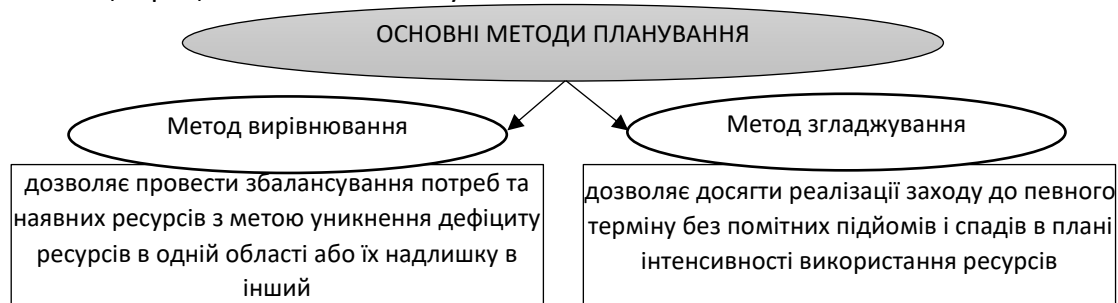 ОСНОВНІ МЕТОДИ ПЛАНУВАННЯ
Метод вирівнювання
дозволяє провести збалансування потреб та
наявних ресурсів з метою уникнення дефіциту
ресурсів в одній області або їх надлишку в
інший
Метод згладжування
дозволяє досягти реалізації заходу до певного
терміну без помітних підйомів і спадів в плані
інтенсивності використання ресурсів